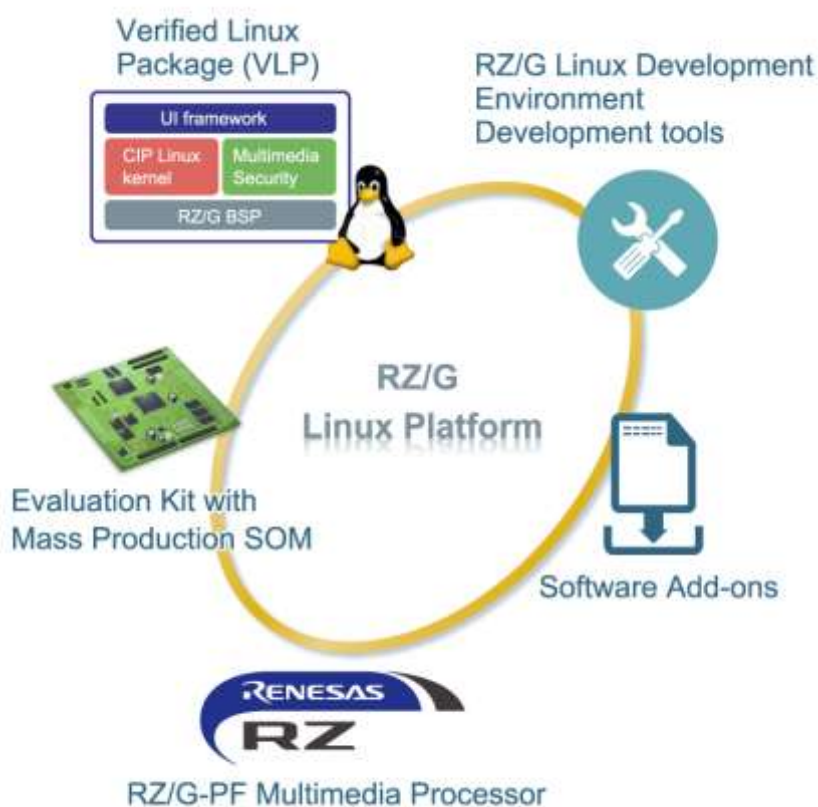 Verified Linux
Package (VLP)
UI framework
CIP Linux
kernel
Multimedia
Security
RZ/G BSP
RZ/G Linux Development
Environment
Development tools
RZ/G
Linux Platform
Evaluation Kit with
Mass Production SOM
Software Add-ons
RENESAS
RZ
RZ/G-PF Multimedia Processor